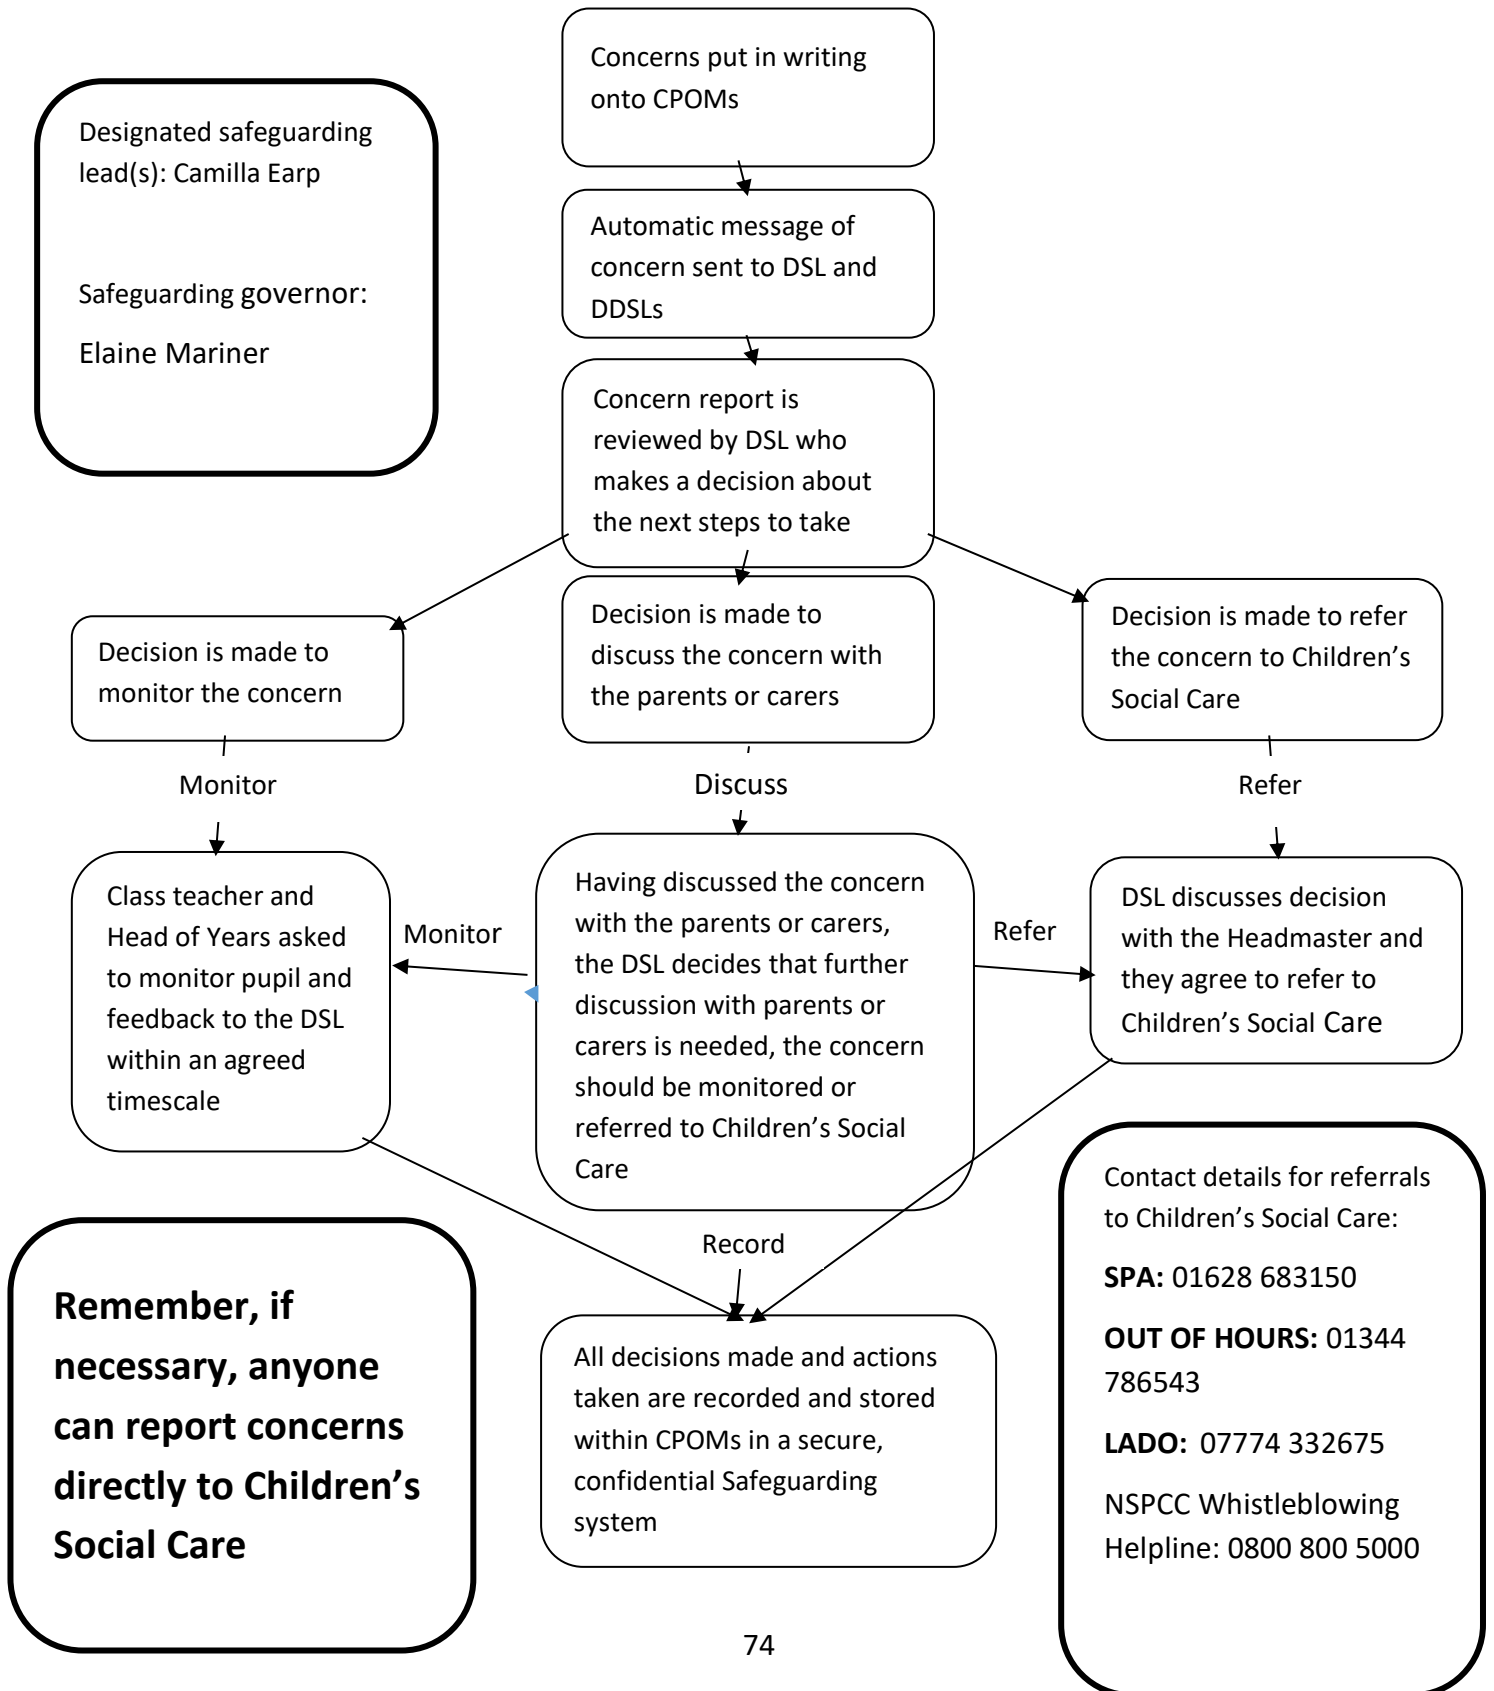 Concerns put in writing
onto CPOMs
Designated safeguarding
lead(s): Camilla Earp
Safeguarding governor:
Elaine Mariner
Automatic message of
concern sent to DSL and
DDSLs
Concern report is
reviewed by DSL who
makes a decision about
the next steps to take
Decision is made to
monitor the concern
Decision is made to
discuss the concern with
the parents or carers
Decision is made to refer
the concern to Children’s
Social Care
Monitor
Discuss
Refer
Class teacher and
Head of Years asked
to monitor pupil and
feedback to the DSL
within an agreed
timescale
Monitor
Having discussed the concern
with the parents or carers,
the DSL decides that further
discussion with parents or
carers is needed, the concern
should be monitored or
referred to Children’s Social
Care
Refer
DSL discusses decision
with the Headmaster and
they agree to refer to
Children’s Social Care
Record
Remember, if
necessary, anyone
can report concerns
directly to Children’s
Social Care
All decisions made and actions
taken are recorded and stored
within CPOMs in a secure,
confidential Safeguarding
system
Contact details for referrals
to Children’s Social Care:
SPA: 01628 683150
OUT OF HOURS: 01344
786543
LADO: 07774 332675
NSPCC Whistleblowing
Helpline: 0800 800 5000
74